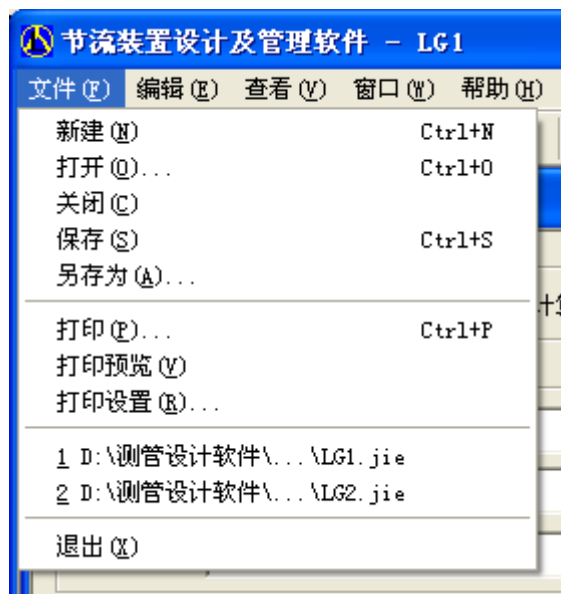 节流装置设计及管理软件 - LG1
文件(F) 编辑(E) 查看(V) 窗口(W) 帮助(H)
新建(N) Ctrl+N
打开(O)... Ctrl+O
关闭(C)
保存(S) Ctrl+S
另存为(A)...
打印(P)... Ctrl+P
打印预览(V)
打印设置(R)...
1 D:\测管设计软件\...\LG1.jie
2 D:\测管设计软件\...\LG2.jie
退出(X)